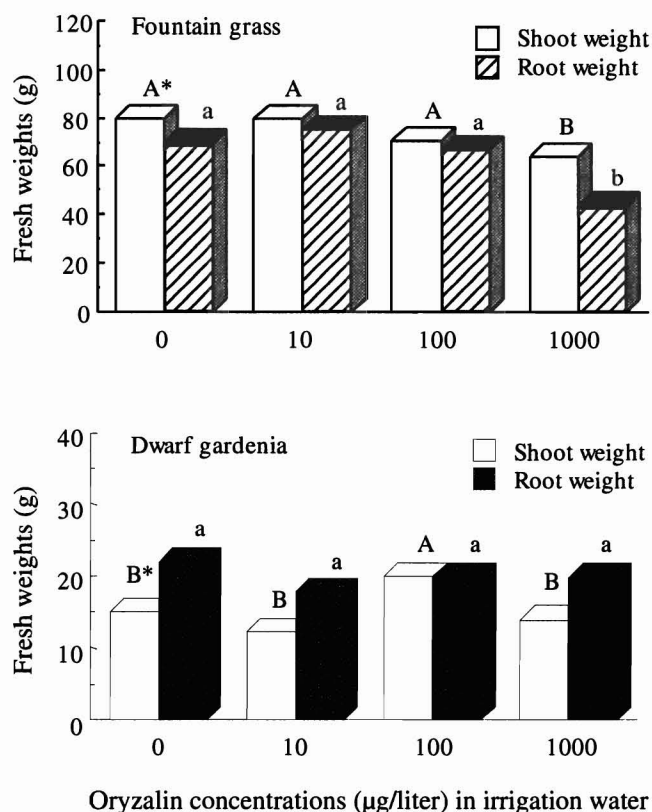 120
Fountain grass
Shoot weight
100
Root weight
A* a A a A a B b
80
60
40
20
0
Fresh weights (g)
0 10 100 1000
40
Dwarf gardenia
Shoot weight
Root weight
30
B* a B a A a B a
20
10
0
Fresh weights (g)
0 10 100 1000
Oryzalin concentrations (µg/liter) in irrigation water